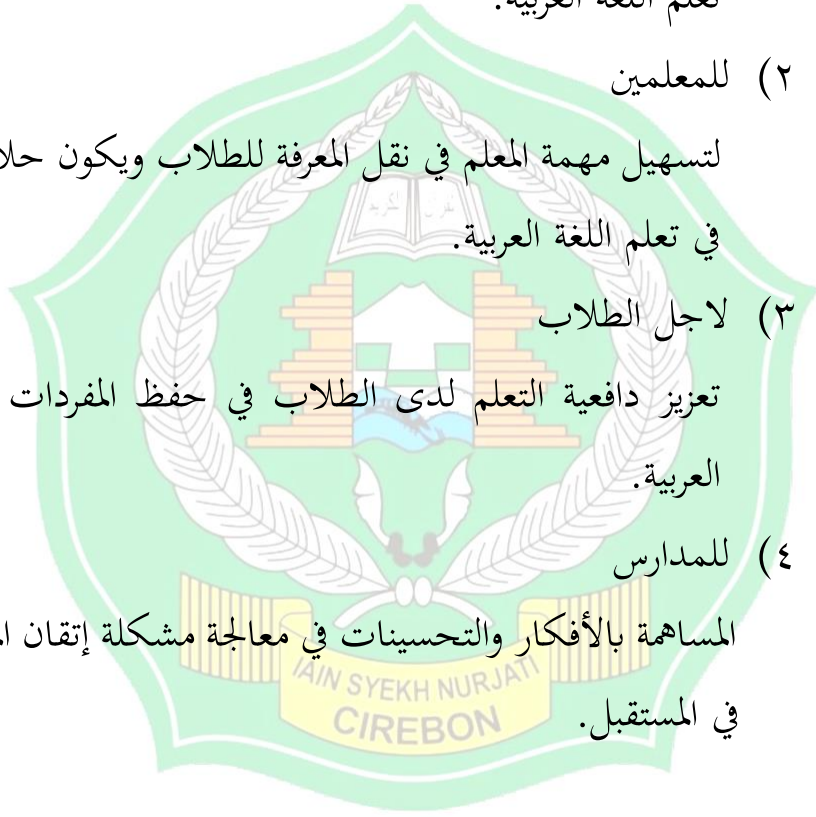 تعلم اللغة العربية.
٢) للمعلمين
لتسهيل مهمة المعلم في نقل المعرفة للطلاب ويكون
في تعلم اللغة العربية.
٣) لاجل الطلاب
تعزيز دافعية التعلم لدى الطلاب في حفظ المفردات
العربية.
٤) للمدارس
المساهمة بالأفكار والتحسينات في معالجة مشكلة إتقان
في المستقبل.
IAIN SYEKH NURJATI
CIREBON